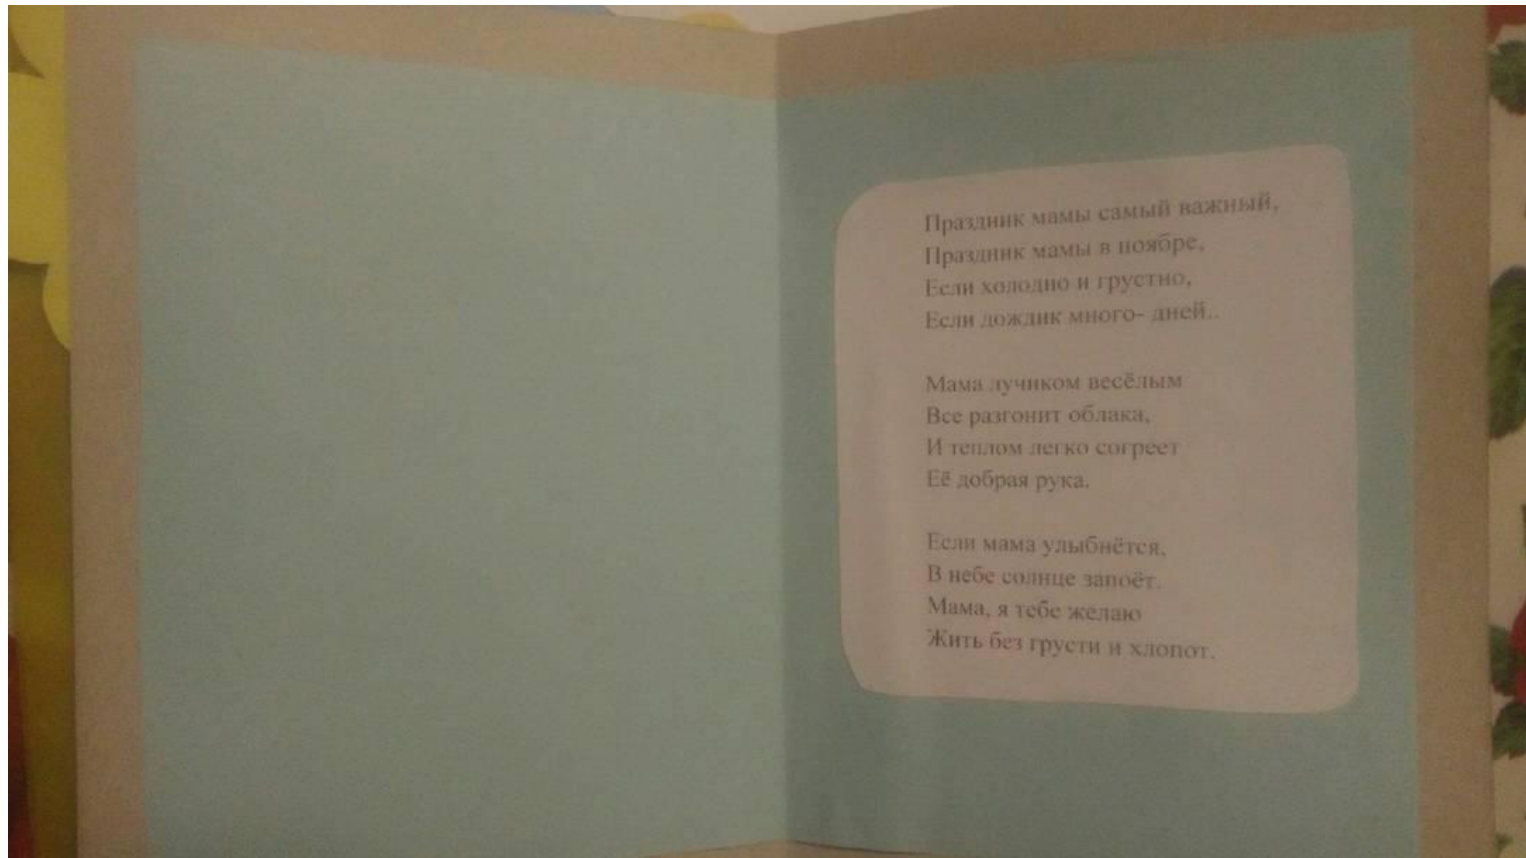 Праздник мамы самый важный,
Праздник мамы в ноябре,
Если холодно и грустно,
Если дождик много- дней..
Мама лучиком весёлым
Все разгонит облака,
И теплом легко согреет
Её добрая рука.
Если мама улыбнётся,
В небе солнце запоёт.
Мама, я тебе желаю
Жить без грусти и хлопот.